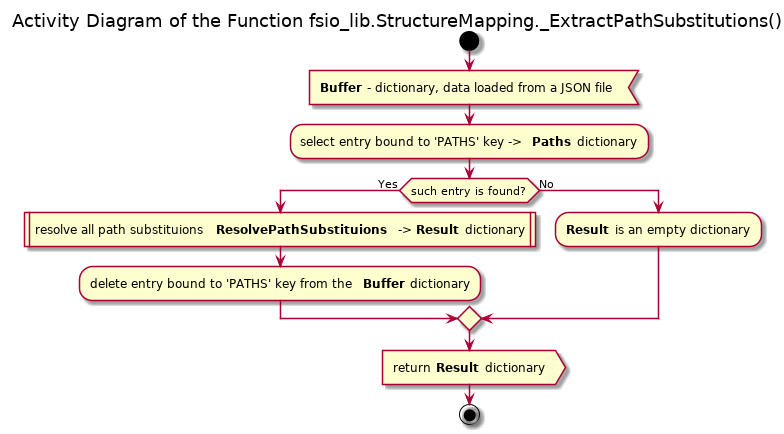 Activity Diagram of the Function fsio_lib.StructureMapping._ExtractPathSubstitutions()
Buffer - dictionary, data loaded from a JSON file
select entry bound to 'PATHS' key -> Paths dictionary
such entry is found?
Yes
No
resolve all path substituions ResolvePathSubstituions -> Result dictionary
Result is an empty dictionary
delete entry bound to 'PATHS' key from the Buffer dictionary
return Result dictionary